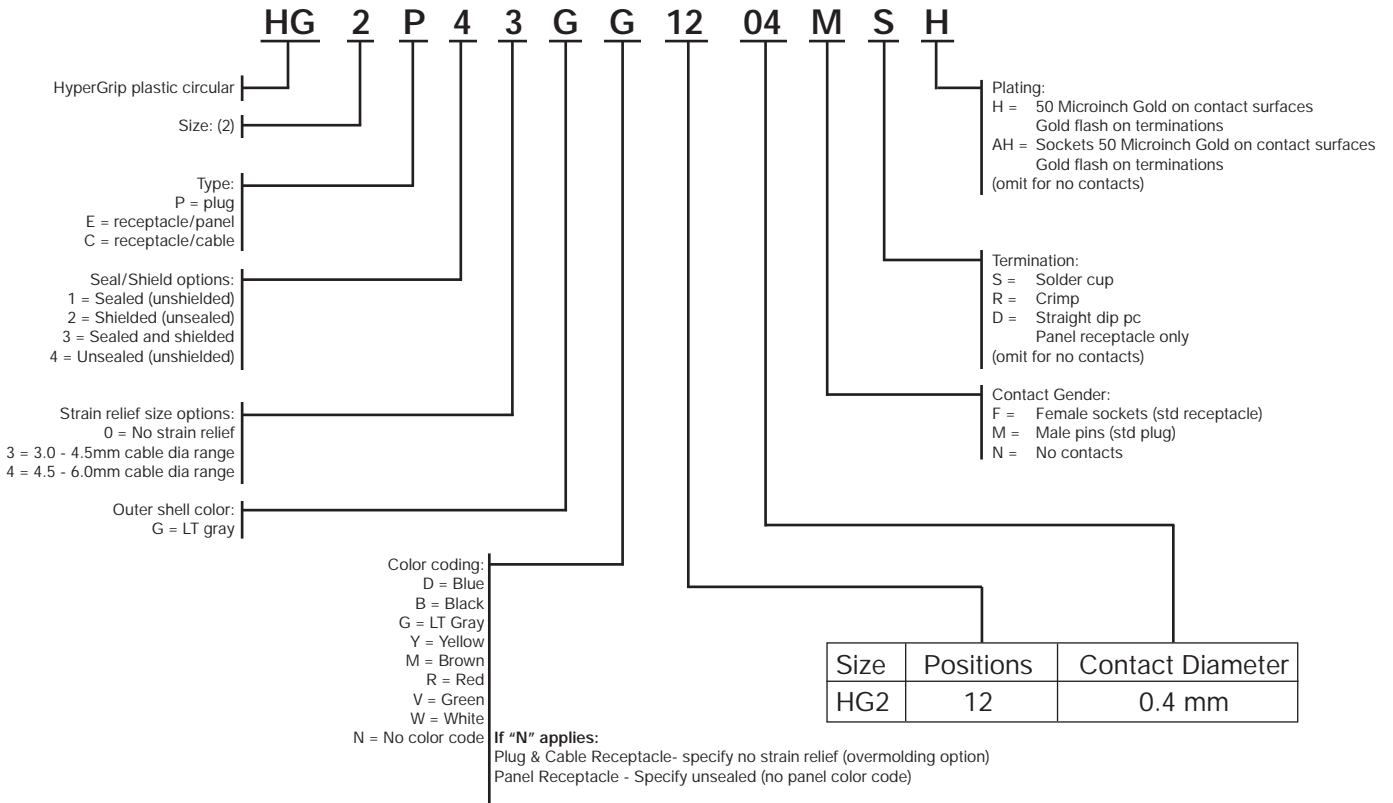 HG 2 P 4 3 G G 12 04 M S H
HyperGrip plastic circular
Size: (2)
Type:
P = plug
E = receptacle/panel
C = receptacle/cable
Seal/Shield options:
1 = Sealed (unshielded)
2 = Shielded (unsealed)
3 = Sealed and shielded
4 = Unsealed (unshielded)
Strain relief size options:
0 = No strain relief
3 = 3.0 - 4.5mm cable dia range
4 = 4.5 - 6.0mm cable dia range
Outer shell color:
G = LT gray
Color coding:
D = Blue
B = Black
G = LT Gray
Y = Yellow
M = Brown
R = Red
V = Green
W = White
N = No color code
If “N” applies:
Plug & Cable Receptacle- specify no strain relief (overmolding option)
Panel Receptacle - Specify unsealed (no panel color code)
Plating:
H = 50 Microinch Gold on contact surfaces
Gold flash on terminations
AH = Sockets 50 Microinch Gold on contact surfaces
Gold flash on terminations
(omit for no contacts)
Termination:
S = Solder cup
R = Crimp
D = Straight dip pc
Panel receptacle only
(omit for no contacts)
Contact Gender:
F = Female sockets (std receptacle)
M = Male pins (std plug)
N = No contacts
Size Positions Contact Diameter
HG2 12 0.4 mm